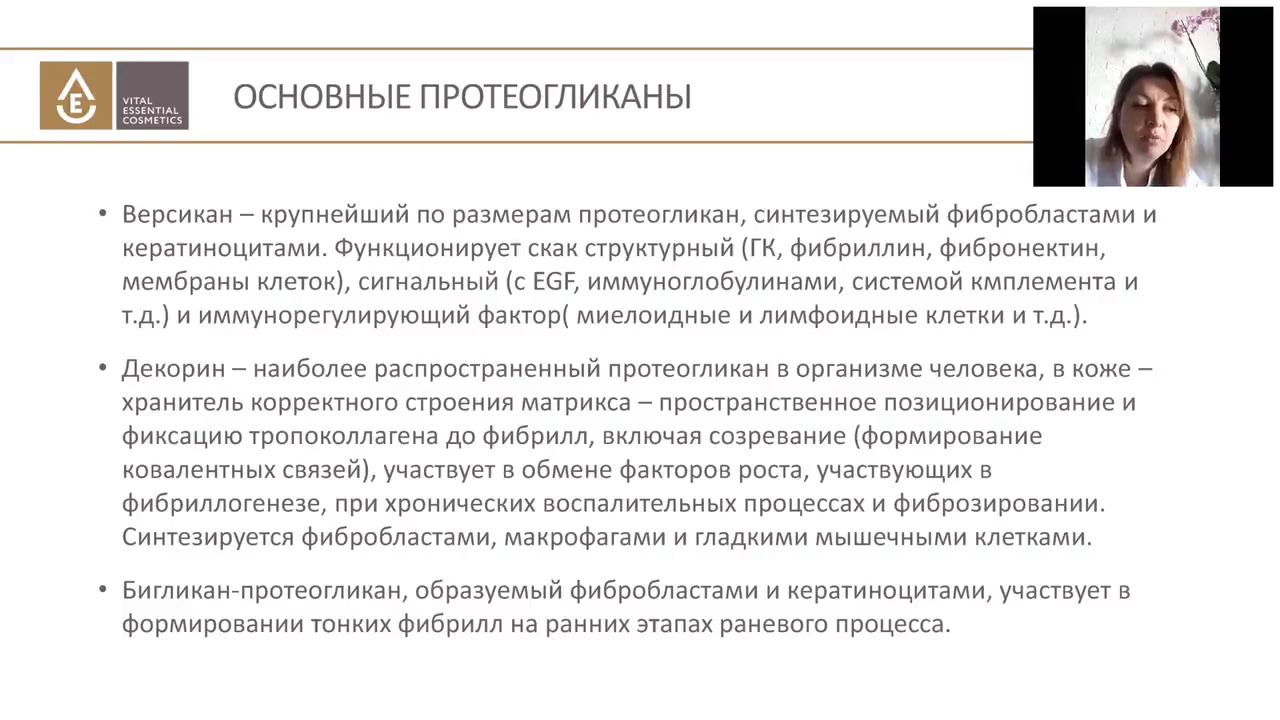 E
VITAL
ESSENTIAL
COSMETICS
ОСНОВНЫЕ ПРОТЕОГЛИКАНЫ
• Версикан – крупнейший по размерам протеогликан, синтезируемый фибробластами и
кератиноцитами. Функционирует скак структурный (ГК, фибриллин, фибронектин,
мембраны клеток), сигнальный (с EGF, иммуноглобулинами, системой кмплемента и
т.д.) и иммунорегулирующий фактор( миелоидные и лимфоидные клетки и т.д.).
• Декорин – наиболее распространенный протеогликан в организме человека, в коже –
хранитель корректного строения матрикса – пространственное позиционирование и
фиксацию тропоколлагена до фибрилл, включая созревание (формирование
ковалентных связей), участвует в обмене факторов роста, участвующих в
фибриллогенезе, при хронических воспалительных процессах и фиброзировании.
Синтезируется фибробластами, макрофагами и гладкими мышечными клетками.
• Бигликан-протеогликан, образуемый фибробластами и кератиноцитами, участвует в
формировании тонких фибрилл на ранних этапах раневого процесса.